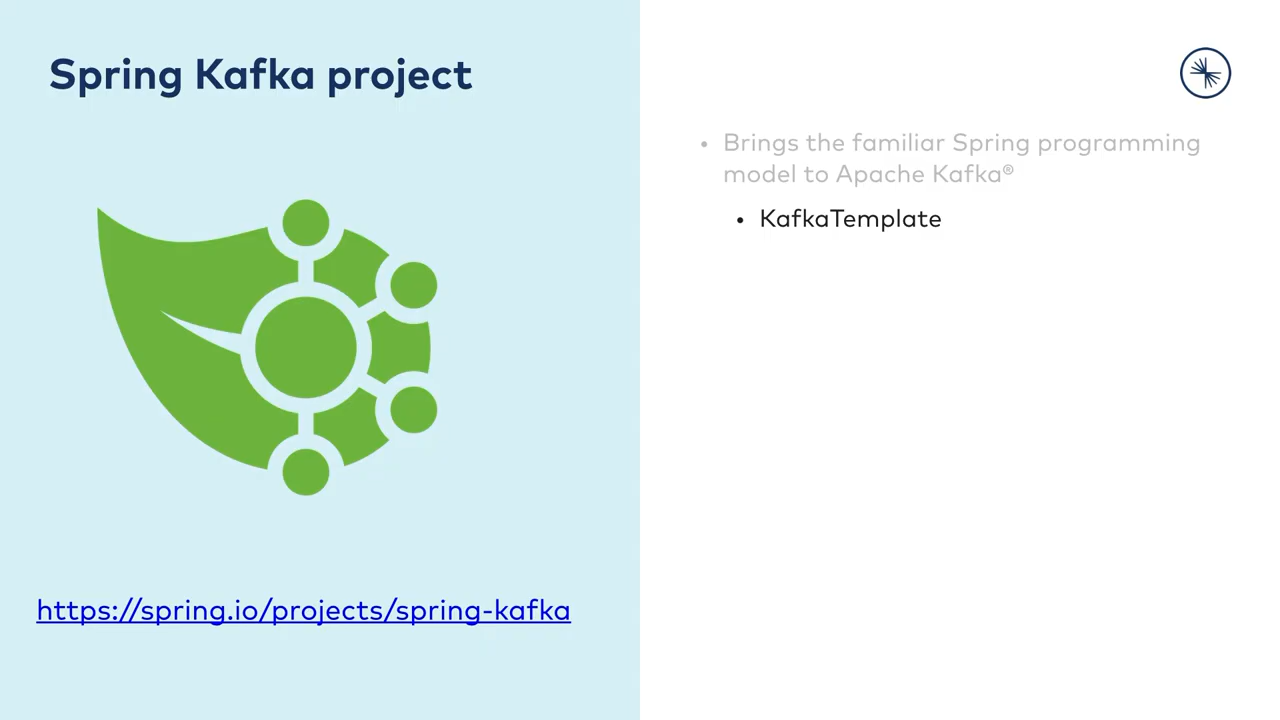 Spring Kafka project
https://spring.io/projects/spring-kafka
• Brings the familiar Spring programming
model to Apache Kafka®
• KafkaTemplate